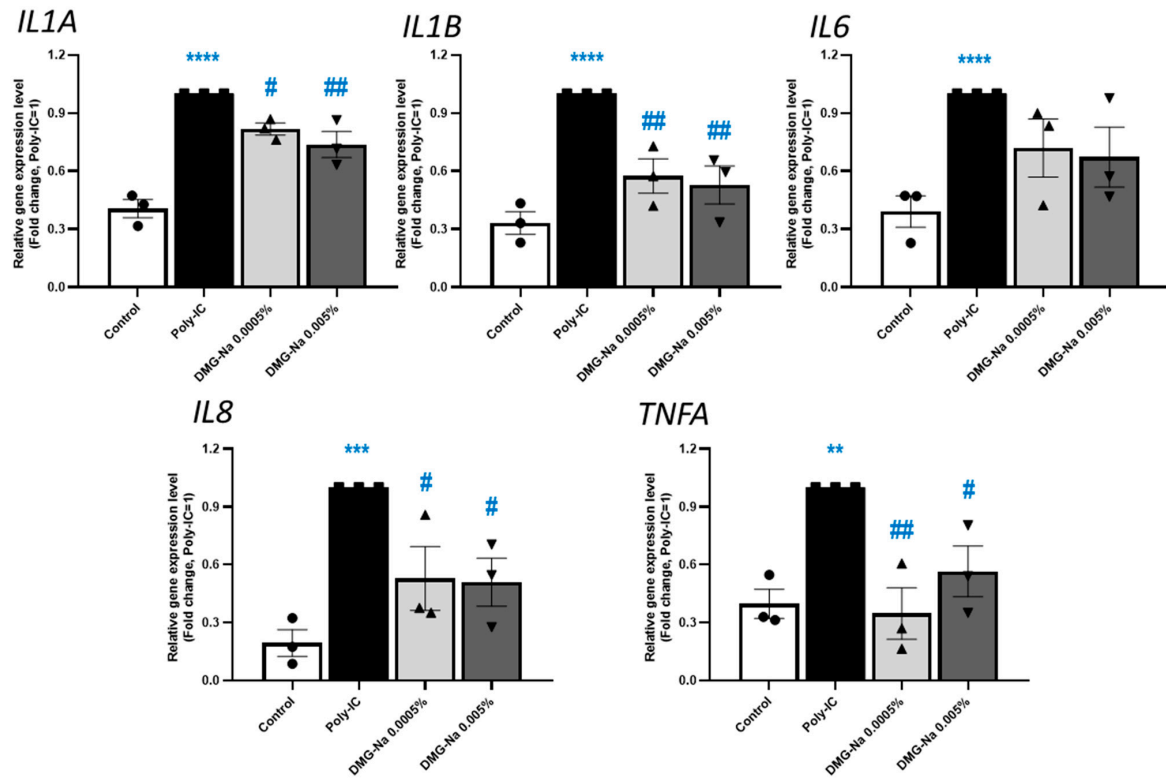 IL1A
Relative gene expression level
(Fold change, Poly-IC=1)
1.2
0.9
0.6
0.3
0.0
****
#
##
Control
Poly-IC
DMG-Na 0.0005%
DMG-Na 0.005%
IL1B
Relative gene expression level
(Fold change, Poly-IC=1)
1.2
0.9
0.6
0.3
0.0
****
##
##
Control
Poly-IC
DMG-Na 0.0005%
DMG-Na 0.005%
IL6
Relative gene expression level
(Fold change, Poly-IC=1)
1.2
0.9
0.6
0.3
0.0
****
Control
Poly-IC
DMG-Na 0.0005%
DMG-Na 0.005%
IL8
Relative gene expression level
(Fold change, Poly-IC=1)
1.2
0.9
0.6
0.3
0.0
***
#
#
Control
Poly-IC
DMG-Na 0.0005%
DMG-Na 0.005%
TNFA
Relative gene expression level
(Fold change, Poly-IC=1)
1.2
0.9
0.6
0.3
0.0
**
##
#
Control
Poly-IC
DMG-Na 0.0005%
DMG-Na 0.005%